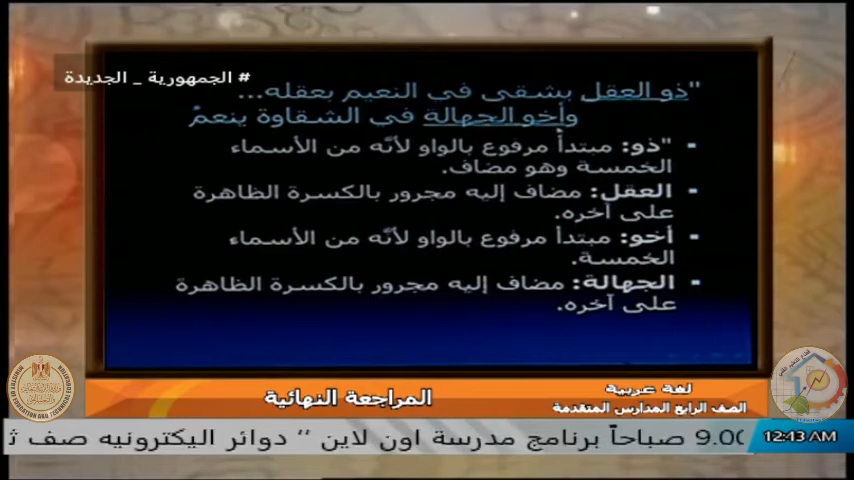 # الجمهورية _ الجديدة
"ذو العقل يشقى في النعيم بعقله...
وأخو الجهالة في الشقاوة ينعمُ
▪ "ذو: مبتدأ مرفوع بالواو لأنَّه من الأسماء
الخمسة وهو مضاف.
▪ العقل: مضاف إليه مجرور بالكسرة الظاهرة
على آخره.
▪ أخو: مبتدأ مرفوع بالواو لأنَّه من الأسماء
الخمسة.
▪ الجهالة: مضاف إليه مجرور بالكسرة الظاهرة
على آخره.
لغة عربية
الصف الرابع المدارس المتقدمة
المراجعة النهائية
9.00 صباحاً برنامج مدرسة اون لاين ‘‘ دوائر اليكترونيه صف
12:43 AM